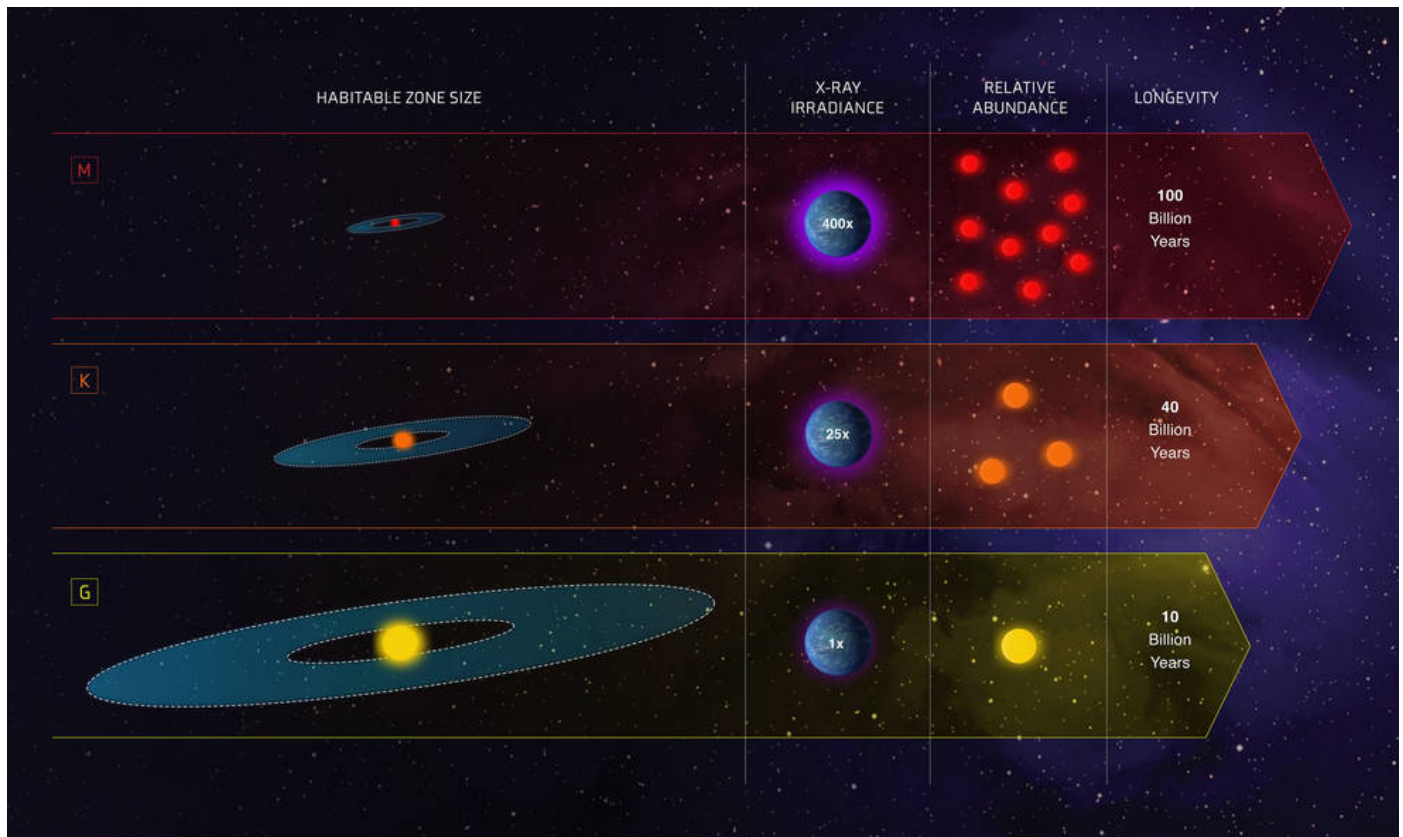 HABITABLE ZONE SIZE
X-RAY
IRRADIANCE
RELATIVE
ABUNDANCE
LONGEVITY
M
400x
100
Billion
Years
K
25x
40
Billion
Years
G
1x
10
Billion
Years